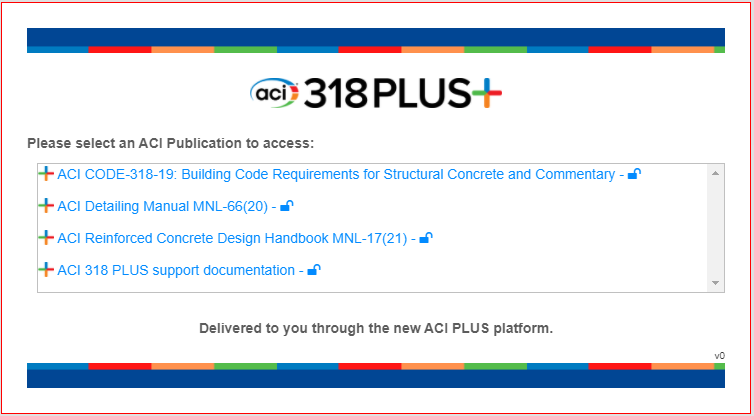 aci 318 PLUS+
Please select an ACI Publication to access:
ACI CODE-318-19: Building Code Requirements for Structural Concrete and Commentary -
ACI Detailing Manual MNL-66(20) -
ACI Reinforced Concrete Design Handbook MNL-17(21) -
ACI 318 PLUS support documentation -
Delivered to you through the new ACI PLUS platform.
v0